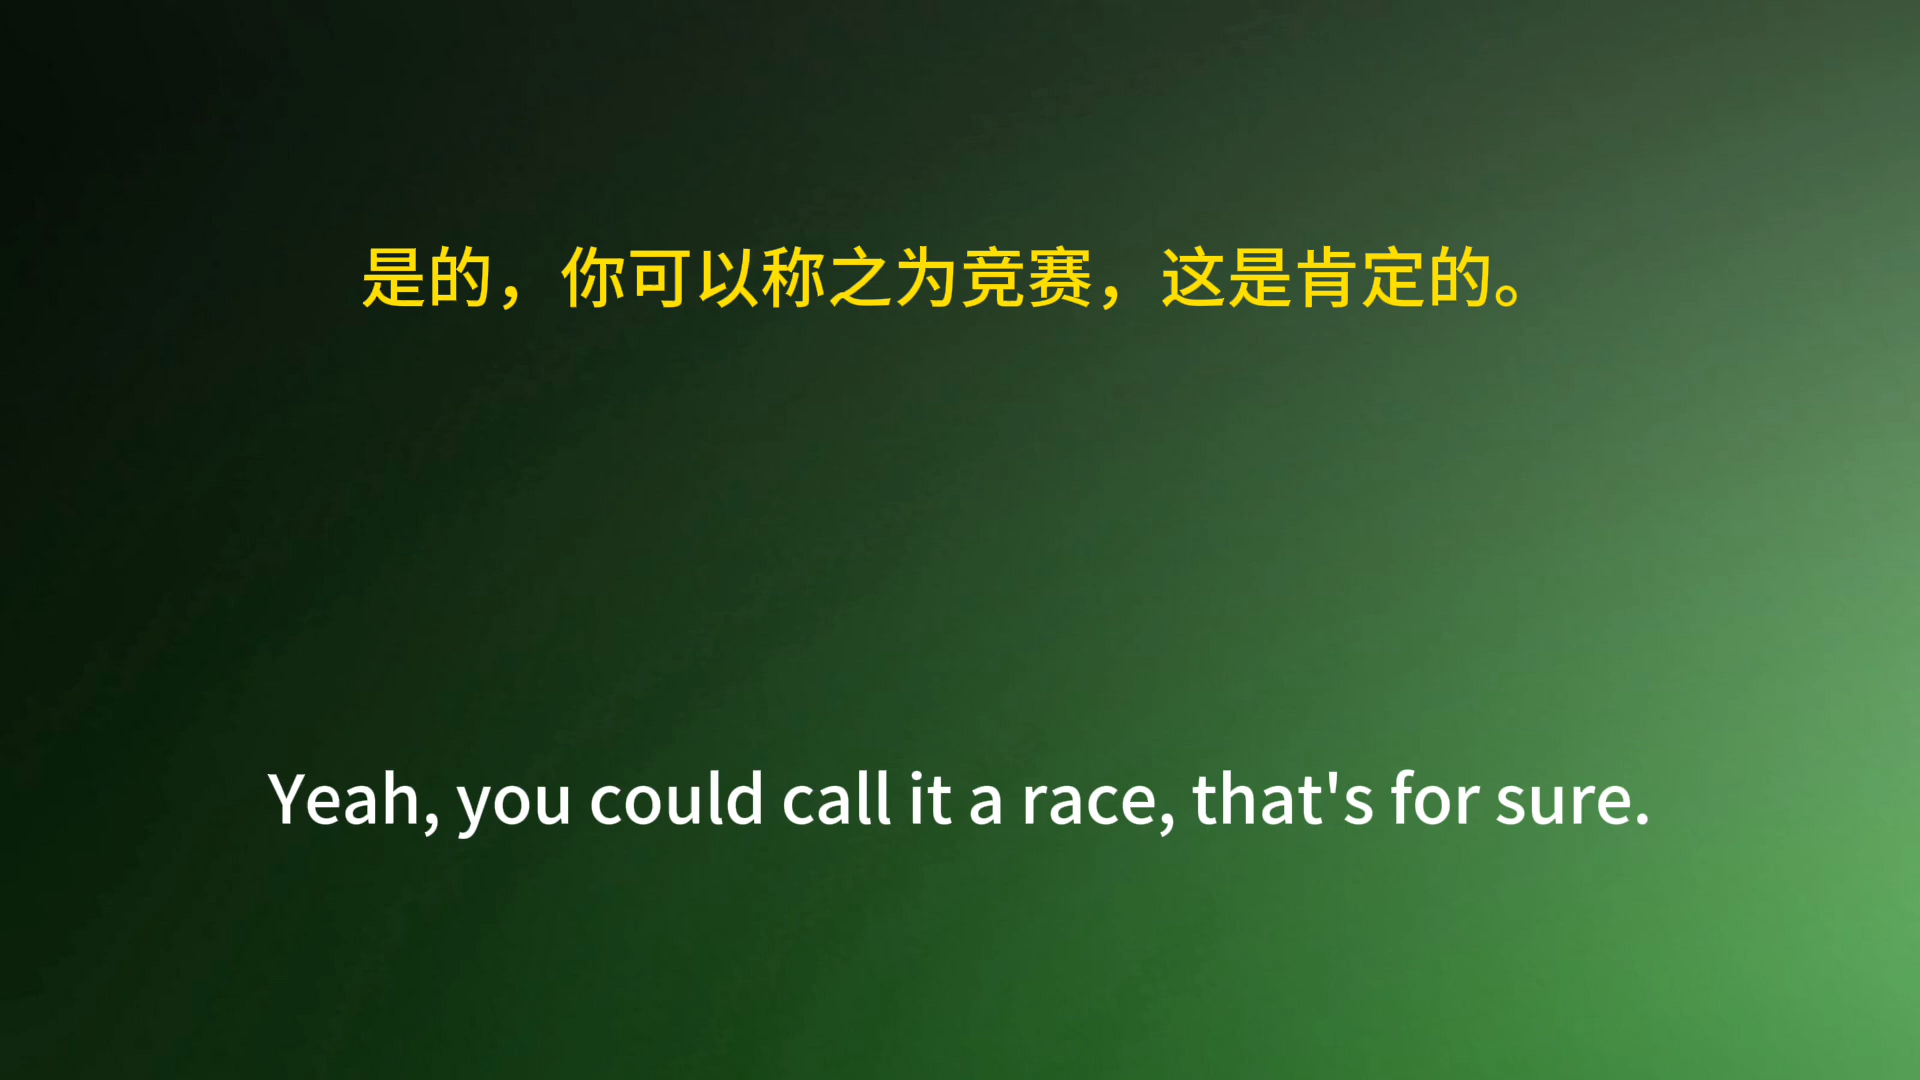 是的，你可以称之为竞赛，这是肯定的。
Yeah, you could call it a race, that's for sure.